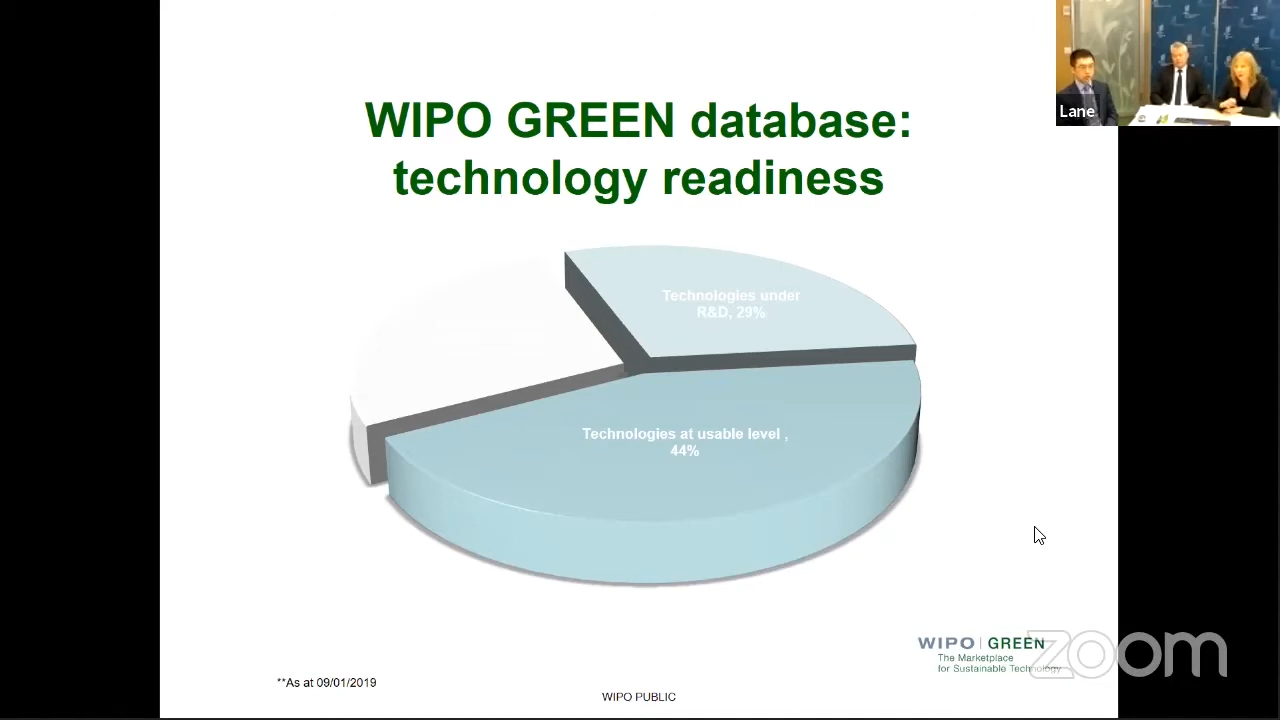 WIPO GREEN database:
technology readiness
Lane
Technologies under
R&D, 29%
Technologies at usable level ,
44%
WIPO | GREEN
The Marketplace
for Sustainable Technology
zoom
**As at 09/01/2019
WIPO PUBLIC